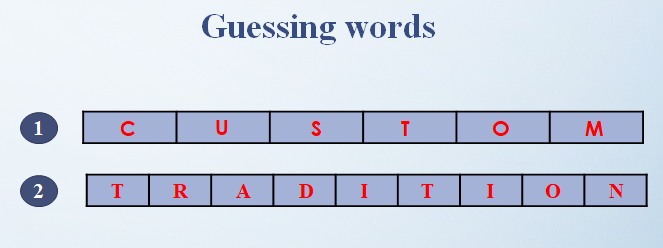 Guessing words
1 C U S T O M
2 T R A D I T I O N